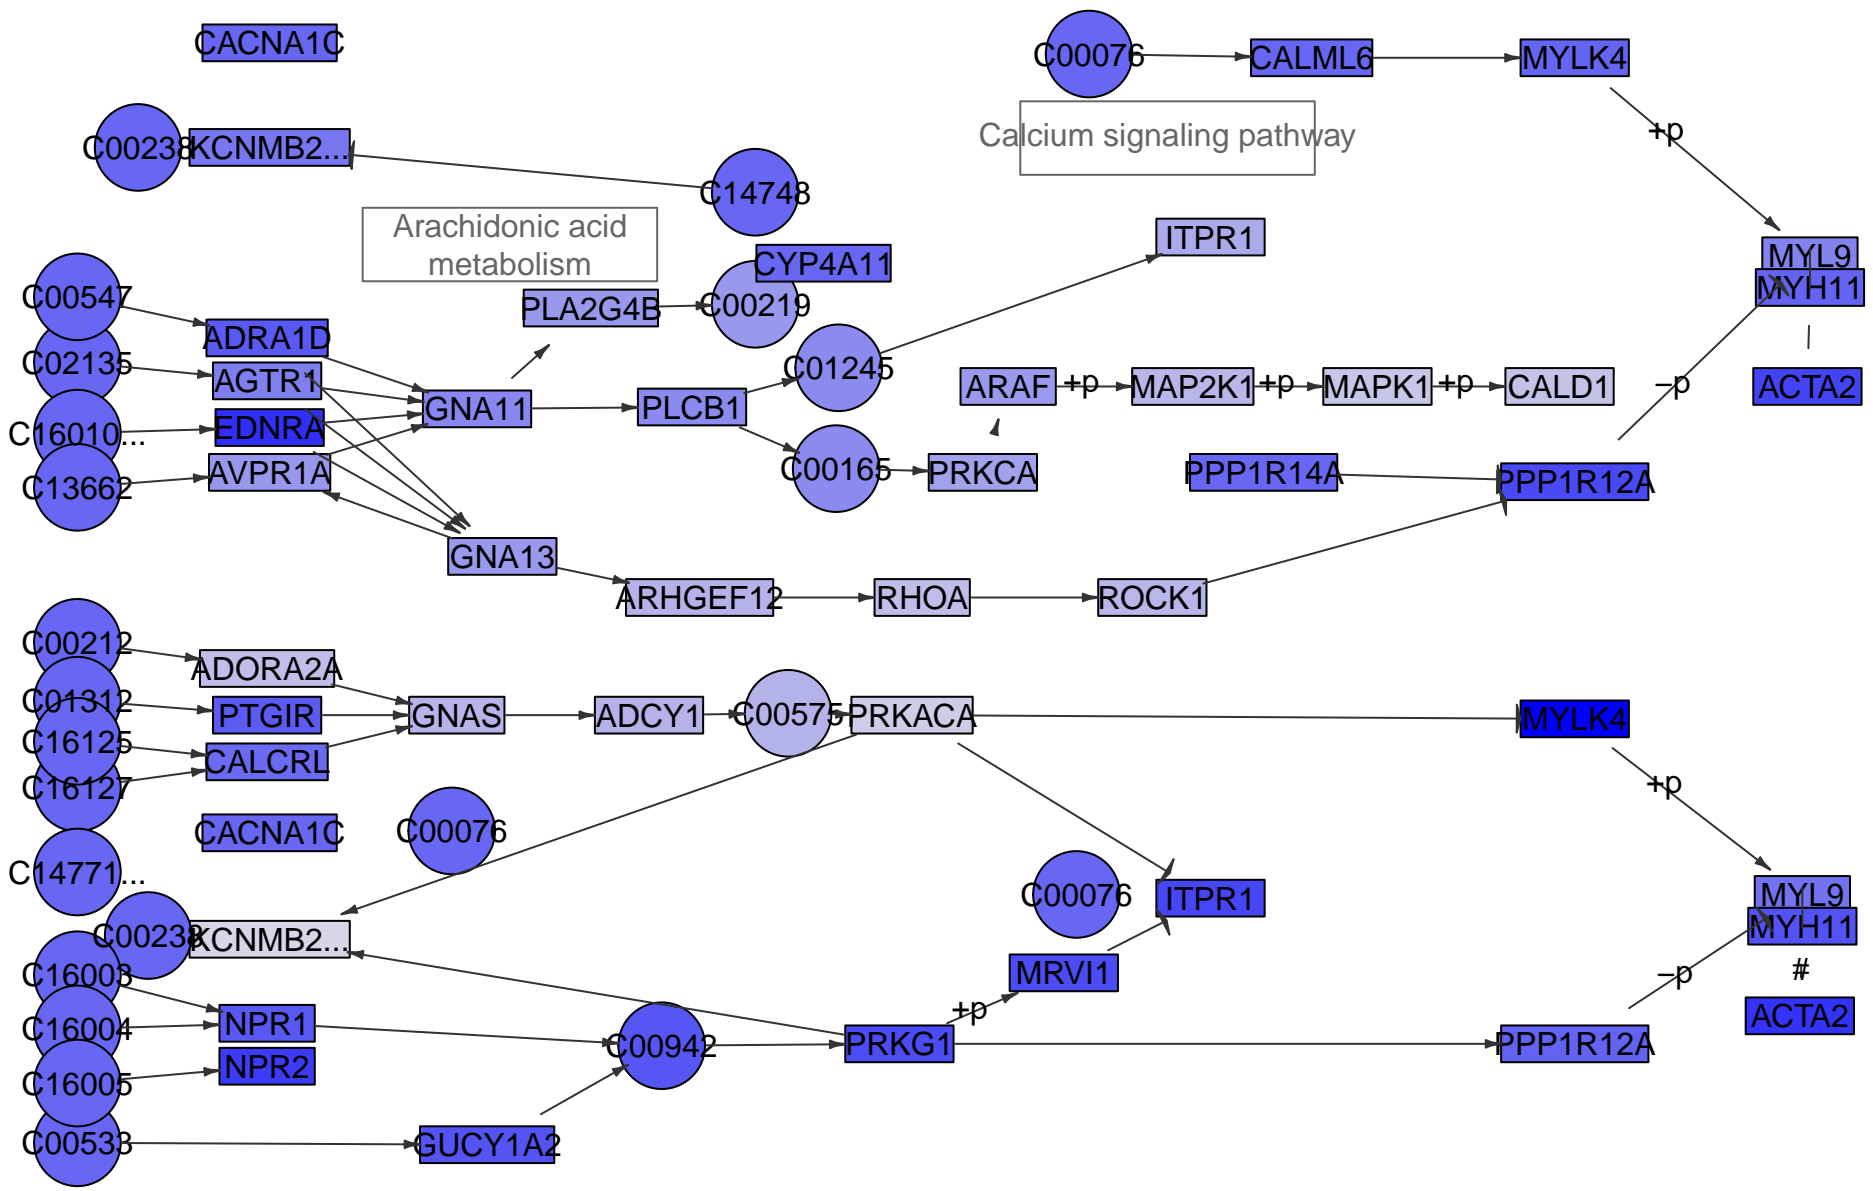 CACNA1C
C00076
CALML6
MYLK4
+p
Calcium signaling pathway
C00238
KCNMB2...
C14748
Arachidonic acid
metabolism
ITPR1
MYL9
CYP4A11
MYH11
C00547
PLA2G4B
C00219
ADRA1D
C02135
C01245
AGTR1
ARAF
+p
MAP2K1
+p
MAPK1
+p
CALD1
–p
ACTA2
GNA11
PLCB1
C16010...
EDNRA
C13662
AVPR1A
C00165
PRKCA
PPP1R14A
PPP1R12A
GNA13
ARHGEF12
RHOA
ROCK1
C00212
ADORA2A
C01312
PTGIR
GNAS
ADCY1
C00575
PRKACA
MYLK4
C16125
CALCRL
C16127
+p
CACNA1C
C00076
C14771...
C00076
ITPR1
MYL9
C00238
KCNMB2...
MYH11
C16003
MRVI1
–p
#
+p
C16004
NPR1
ACTA2
C00942
PRKG1
PPP1R12A
NPR2
C16005
C00533
GUCY1A2